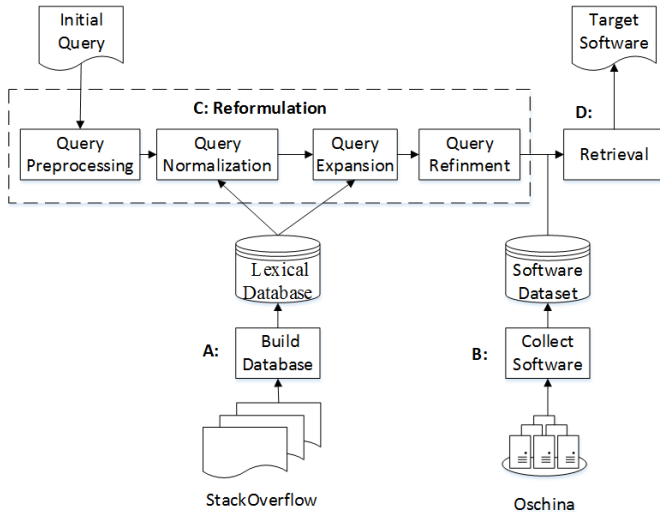 Initial
Query
Target
Software
C: Reformulation
D:
Query
Preprocessing
Query
Normalization
Query
Expansion
Query
Refinment
Retrieval
Lexical
Database
Software
Dataset
A:
Build
Database
B:
Collect
Software
StackOverflow
Oschina